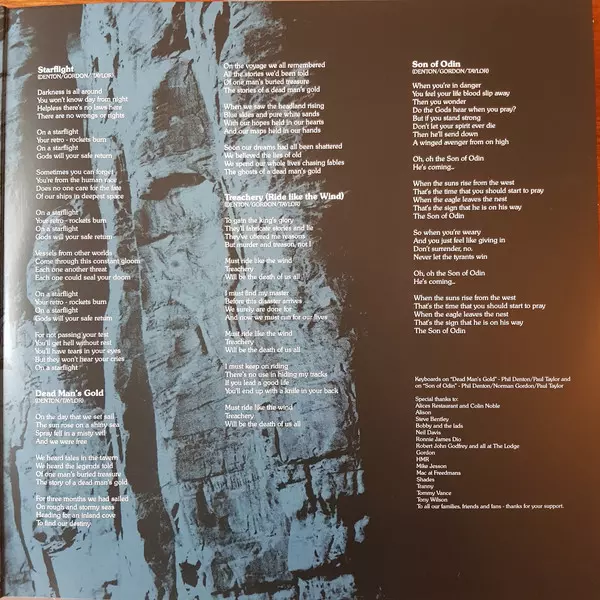 Starflight
(DENTON/GORDON/TAYLOR)
Darkness is all around
You won't know day from night
Helpless there's no laws here
There are no wrongs or rights
On a starflight
Your retro - rockets burn
On a starflight
Gods will your safe return
Sometimes you can forget
You're from the human race
Does no one care for the fate
Of our ships in deepest space
On a starflight
Your retro - rockets burn
On a starflight
Gods will your safe return
Vessels from other worlds
Come through this constant gloom
Each one another threat
Each one could seal your doom
On a starflight
Your retro - rockets burn
On a starflight
Gods will your safe return
For not passing your test
You'll get hell without rest
You'll have tears in your eyes
But they won't hear your cries
On a starflight
Dead Man's Gold
(DENTON/TAYLOR)
On the day that we set sail
The sun rose on a shiny sea
Spray fell in a misty veil
And we were free
We heard tales in the tavern
We heard the legends told
Of one man's buried treasure
The story of a dead man's gold
For three months we had sailed
On rough and stormy seas
Heading for an inland cove
To find our destiny
On the voyage we all remembered
All the stories we'd been told
Of one man's buried treasure
The stories of a dead man's gold
When we saw the headland rising
Blue skies and pure white sands
With our hopes held in our hearts
And our maps held in our hands
Soon our dreams had all been shattered
We believed the lies of old
We spend our whole lives chasing fables
The ghosts of a dead man's gold
Treachery (Ride like the Wind)
(DENTON/GORDON/TAYLOR)
To gain the king's glory
They'll fabricate stories and lie
They've offered me reasons
But murder and treason, not I
Must ride like the wind
Treachery
Will be the death of us all
I must find my master
Before this disaster arrives
We surely are done for
And now we must run for our lives
Must ride like the wind
Treachery
Will be the death of us all
I must keep on riding
There's no use in hiding my tracks
If you lead a good life
You'll end up with a knife in your back
Must ride like the wind
Treachery
Will be the death of us all
Son of Odin
(DENTON/GORDON/TAYLOR)
When you're in danger
You feel your life blood slip away
Then you wonder
Do the Gods hear when you pray?
But if you stand strong
Don't let your spirit ever die
Then he'll send down
A winged avenger from on high
Oh, oh the Son of Odin
He's coming...
When the suns rise from the west
That's the time that you should start to pray
When the eagle leaves the nest
That's the sign that he is on his way
The Son of Odin
So when you're weary
And you just feel like giving in
Don't surrender, no.
Never let the tyrants win
Oh, oh the Son of Odin
He's coming...
When the suns rise from the west
That's the time that you should start to pray
When the eagle leaves the nest
That's the sign that he is on his way
The Son of Odin
Keyboards on "Dead Man's Gold" - Phil Denton/Paul Taylor and
on "Son of Odin" - Phil Denton/Norman Gordon/Paul Taylor
Special thanks to:
Alices Restaurant and Colin Noble
Alison
Steve Bentley
Bobby and the lads
Neil Davis
Ronnie James Dio
Robert John Godfrey and all at The Lodge
Gordon
HMR
Mike Jesson
Mac at Freedmans
Shades
Tranny
Tommy Vance
Tony Wilson
To all our families, friends and fans - thanks for your support.